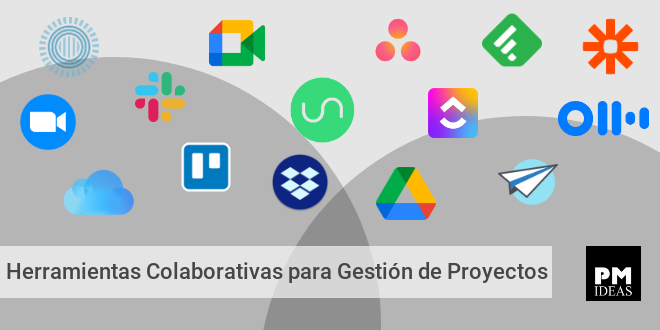 Herramientas Colaborativas para Gestión de Proyectos
PM
IDEAS